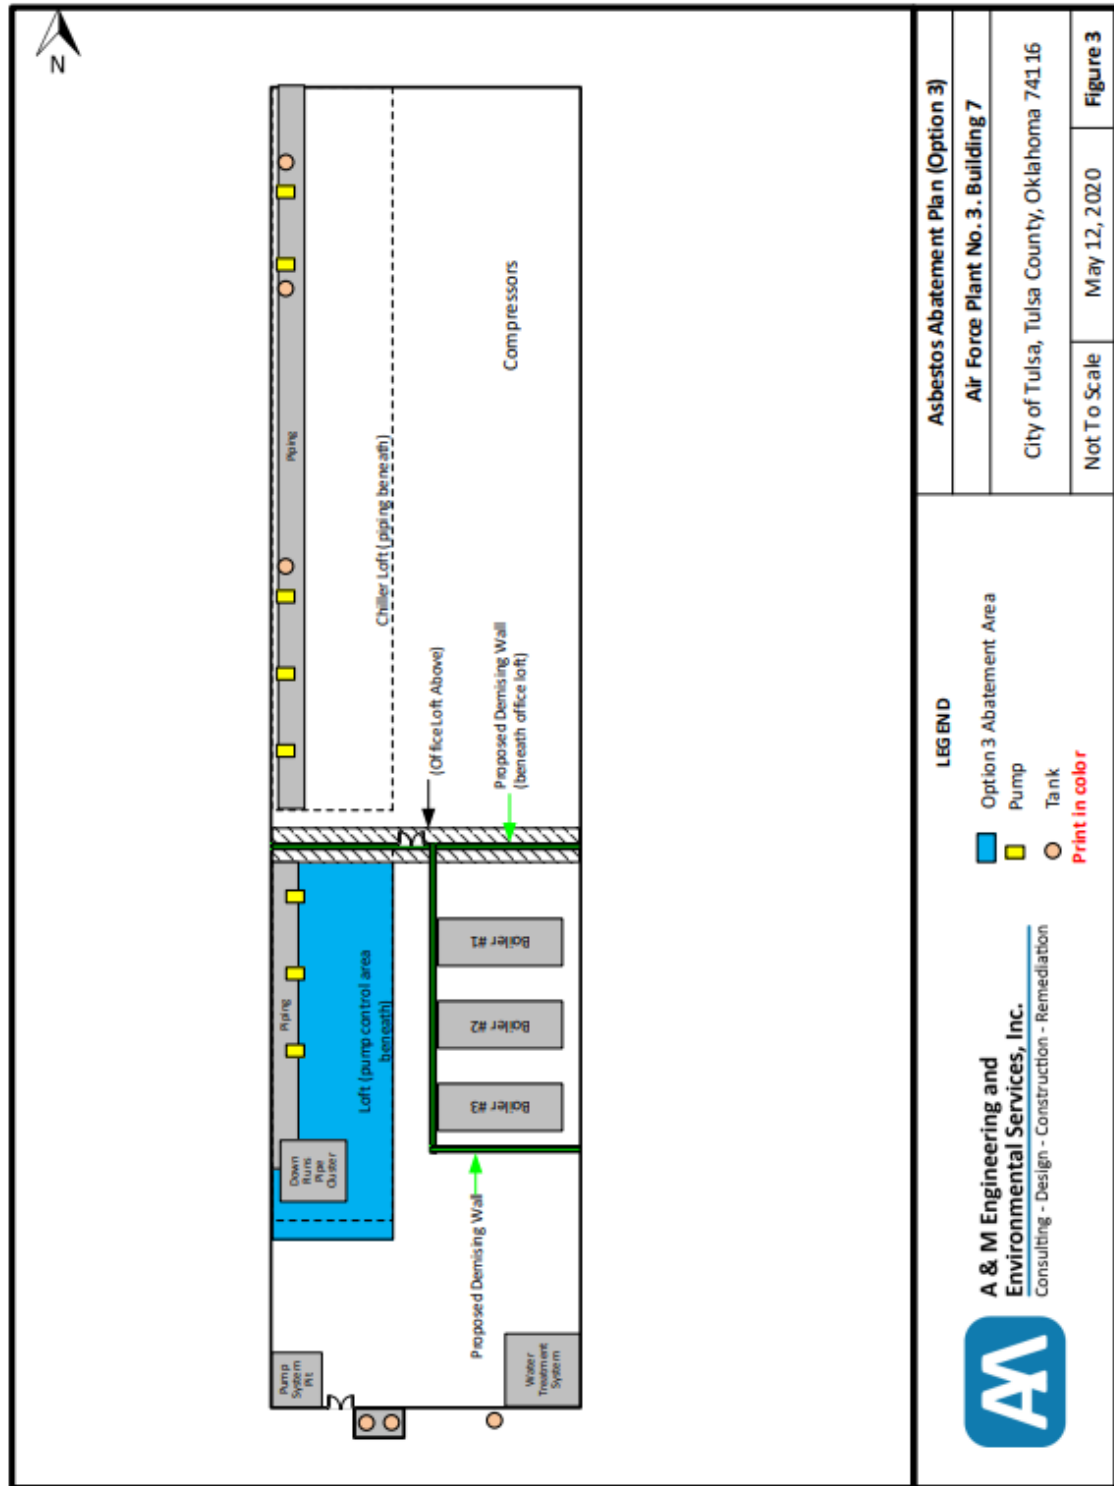 N
Piping
Chiller Loft (piping beneath)
Compressors
(Office Loft Above)
Proposed Demising Wall
(beneath office loft)
Piping
Loft (pump control area
beneath)
Down
Runs
Pipe
Cluster
Boiler #1
Boiler #2
Boiler #3
Proposed Demising Wall
Pump
System
Pit
Water
Treatment
System
A & M Engineering and
Environmental Services, Inc.
Consulting - Design - Construction - Remediation
LEGEND
Option 3 Abatement Area
Pump
Tank
Print in color
Asbestos Abatement Plan (Option 3)
Air Force Plant No. 3. Building 7
City of Tulsa, Tulsa County, Oklahoma 74116
Not To Scale
May 12, 2020
Figure 3